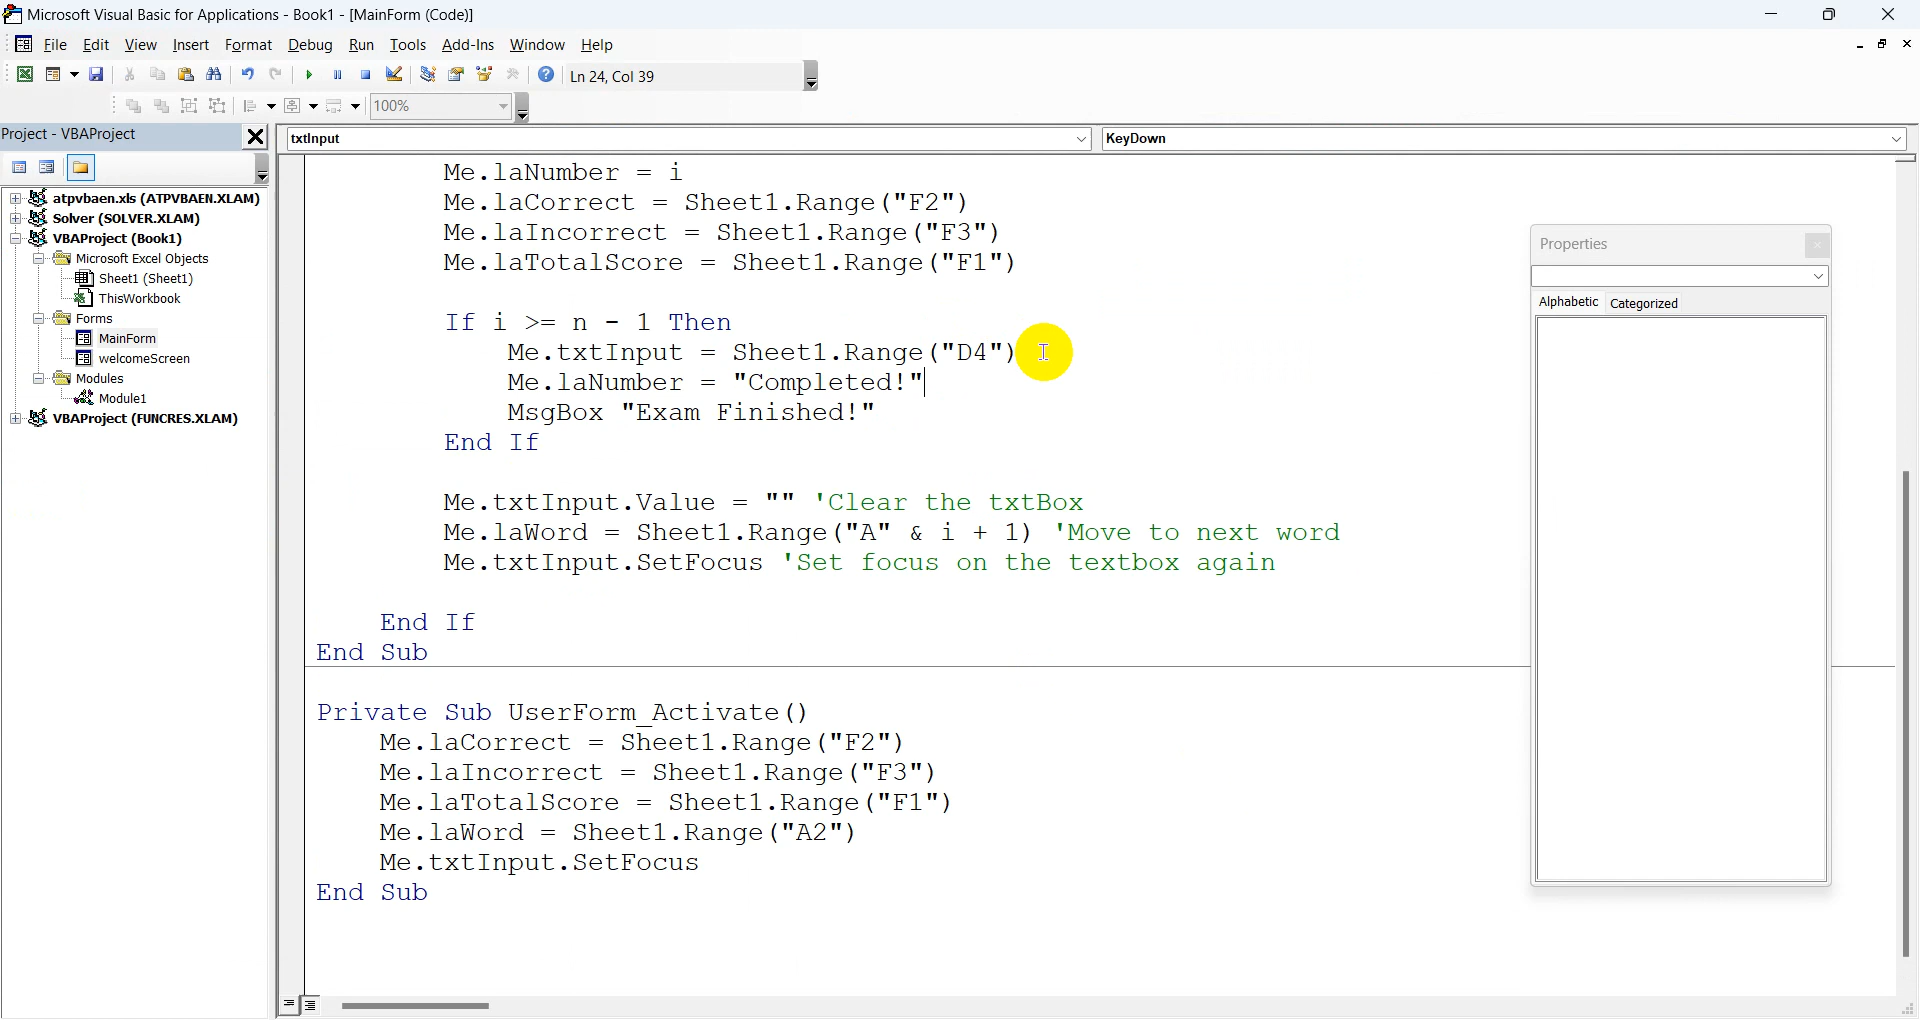 Microsoft Visual Basic for Applications - Book1 - [MainForm (Code)]
File Edit View Insert Format Debug Run Tools Add-Ins Window Help
Ln 24, Col 39
100%
Project - VBAProject
txtInput KeyDown
atpvbaen.xls (ATPVBAEN.XLAM)
Solver (SOLVER.XLAM)
VBAProject (Book1)
Microsoft Excel Objects
Sheet1 (Sheet1)
ThisWorkbook
Forms
MainForm
welcomeScreen
Modules
Module1
VBAProject (FUNCRES.XLAM)
Me.laNumber = i
Me.laCorrect = Sheet1.Range("F2")
Me.laIncorrect = Sheet1.Range("F3")
Me.laTotalScore = Sheet1.Range("F1")
If i >= n - 1 Then
Me.txtInput = Sheet1.Range("D4")
Me.laNumber = "Completed!"
MsgBox "Exam Finished!"
End If
Me.txtInput.Value = "" 'Clear the txtBox
Me.laWord = Sheet1.Range("A" & i + 1) 'Move to next word
Me.txtInput.SetFocus 'Set focus on the textbox again
End If
End Sub
Private Sub UserForm_Activate()
Me.laCorrect = Sheet1.Range("F2")
Me.laIncorrect = Sheet1.Range("F3")
Me.laTotalScore = Sheet1.Range("F1")
Me.laWord = Sheet1.Range("A2")
Me.txtInput.SetFocus
End Sub
Properties
Alphabetic Categorized